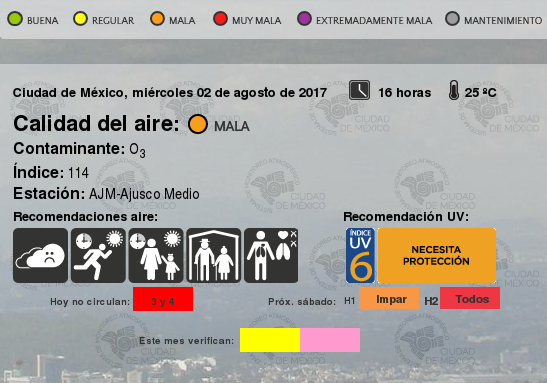 BUENA REGULAR MALA MUY MALA EXTREMADAMENTE MALA MANTENIMIENTO
Ciudad de México, miércoles 02 de agosto de 2017 16 horas 25 ºC
Calidad del aire: MALA
Contaminante: O3
Índice: 114
Estación: AJM-Ajusco Medio
Recomendaciones aire: Recomendación UV:
ÍNDICE UV 6 NECESITA PROTECCIÓN
Hoy no circulan: 3 y 4 Próx. sábado: H1 Impar H2 Todos
Este mes verifican:
CIUDAD DE MÉXICO